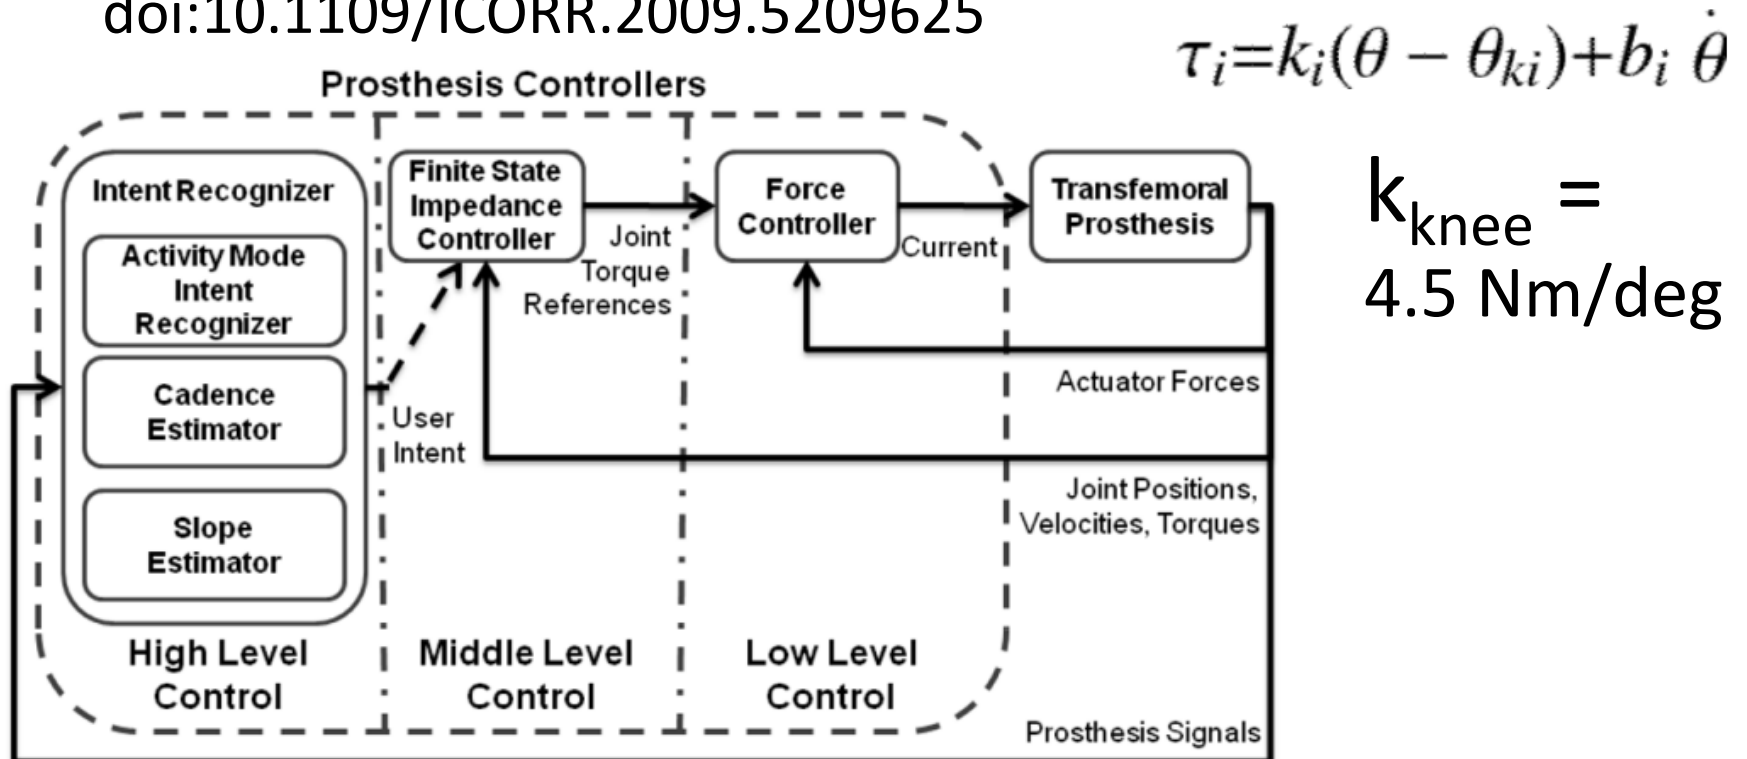 doi:10.1109/ICORR.2009.5209625
τi=ki(θ − θki)+bi θ̇
Prosthesis Controllers
kknee =
4.5 Nm/deg
Intent Recognizer
Activity Mode
Intent
Recognizer
Cadence
Estimator
Slope
Estimator
High Level
Control
Finite State
Impedance
Controller
Joint
Torque
References
User
Intent
Middle Level
Control
Force
Controller
Current
Low Level
Control
Transfemoral
Prosthesis
Actuator Forces
Joint Positions,
Velocities, Torques
Prosthesis Signals